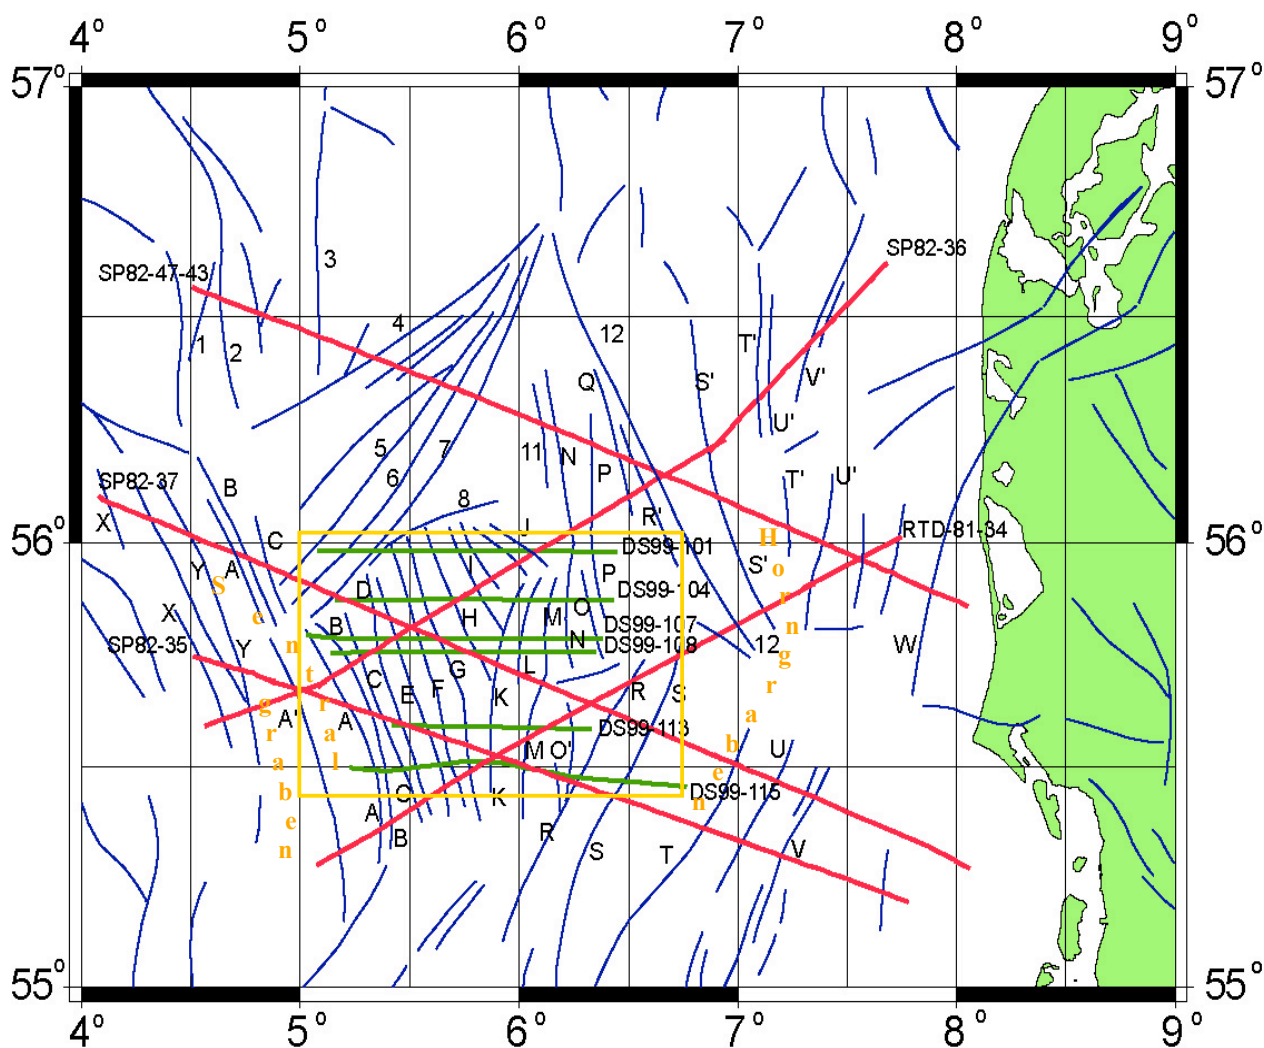 4° 5° 6° 7° 8° 9°
57° 57°
SP82-36
3
SP82-47-43
4
12
1 2
T'
Q S' V'
U'
5 7 11 N
6 P
SP82-37 B
T' U'
8
X
R'
J
C
H
RTD-81-34
56° 56°
DS99-101
o
S'
Y A
I
P
S
D
DS99-104
r
X
e
B
H
M O
DS99-107
n
SP82-35
Y
n
N
DS99-108
12
W
g
t
C
G
L
r
E F
K
R
S
g
r
A' A
a
DS99-113
r
a
b
M O'
U
a
l
e
b
C
K
DS99-115
n
e
A
n
B
R
S
T
V
55° 55°
4° 5° 6° 7° 8° 9°